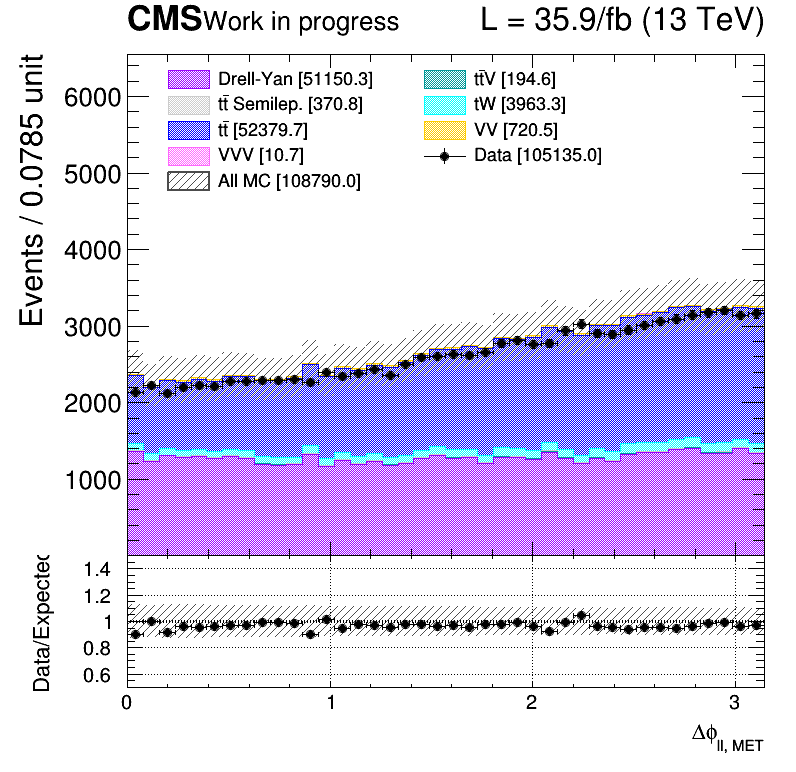 CMS Work in progress L = 35.9/fb (13 TeV)
Events / 0.0785 unit
6000
5000
4000
3000
2000
1000
Drell-Yan [51150.3]
tt̄ Semilep. [370.8]
tt̄ [52379.7]
VVV [10.7]
All MC [108790.0]
tt̄V [194.6]
tW [3963.3]
VV [720.5]
Data [105135.0]
Data/Expected
1.4
1.2
1
0.8
0.6
0 1 2 3
Δϕ_ll, MET